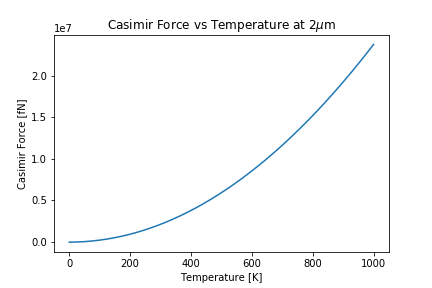 Casimir Force vs Temperature at 2μm
1e7
Casimir Force [fN]
2.0
1.5
1.0
0.5
0.0
0 200 400 600 800 1000
Temperature [K]